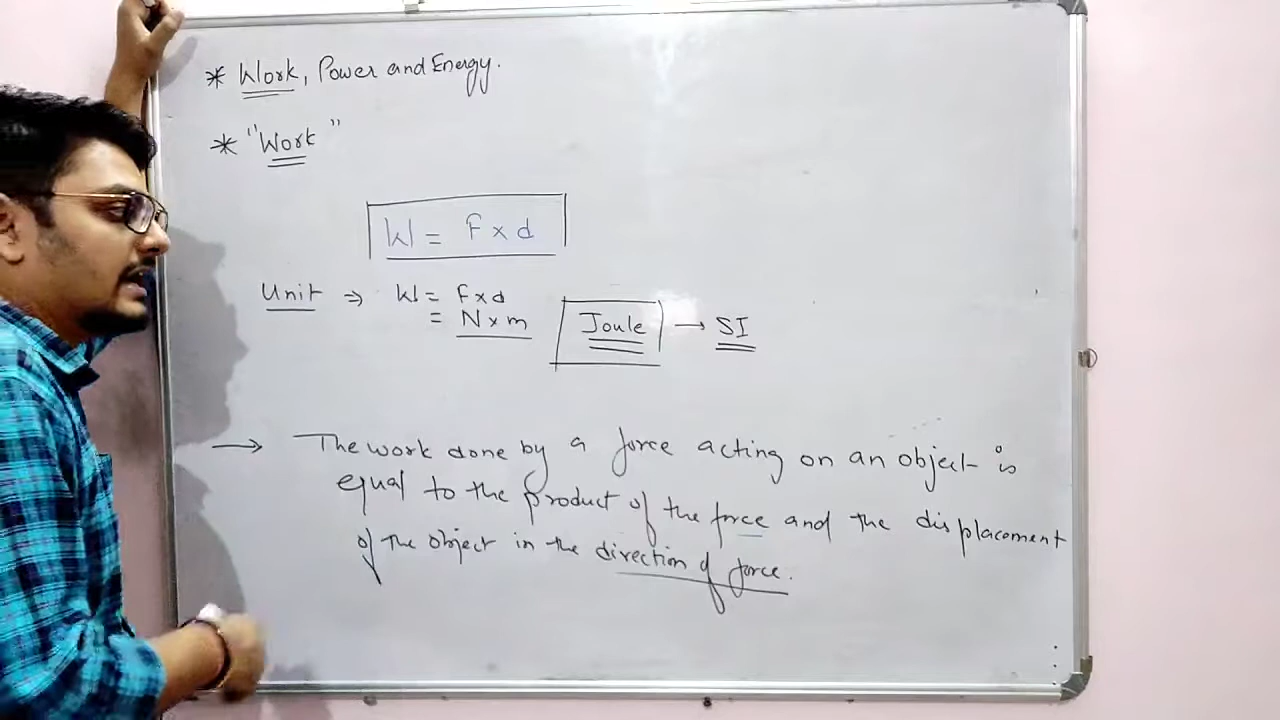 * Work, Power and Energy.
* "Work"
W = F x d
Unit ⇒ W = F x d
= N x m Joule → SI
→ The work done by a force acting on an object is
equal to the product of the force and the displacement
of the object in the direction of force.